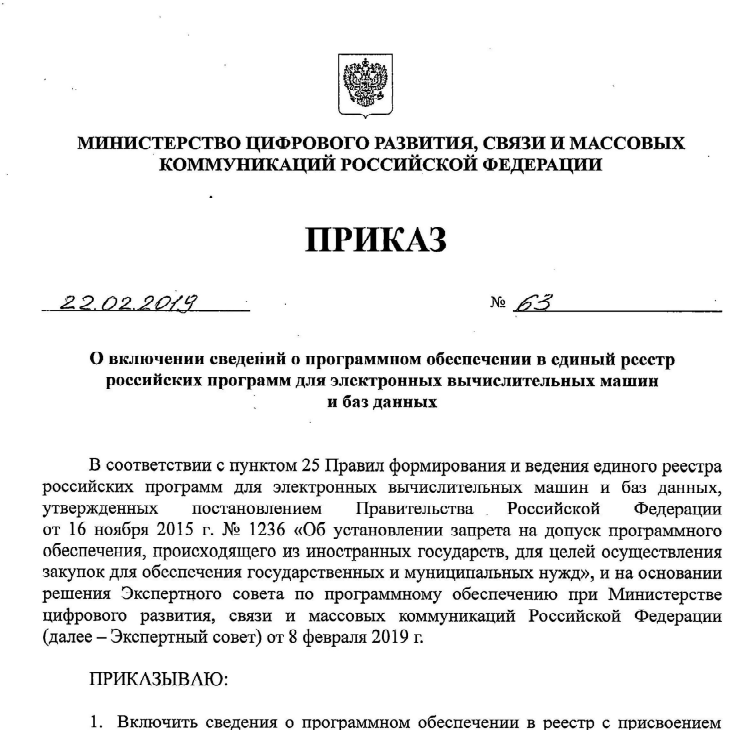 МИНИСТЕРСТВО ЦИФРОВОГО РАЗВИТИЯ, СВЯЗИ И МАССОВЫХ
КОММУНИКАЦИЙ РОССИЙСКОЙ ФЕДЕРАЦИИ
ПРИКАЗ
22.02.2019 № 63
О включении сведений о программном обеспечении в единый реестр
российских программ для электронных вычислительных машин
и баз данных
В соответствии с пунктом 25 Правил формирования и ведения единого реестра
российских программ для электронных вычислительных машин и баз данных,
утвержденных постановлением Правительства Российской Федерации
от 16 ноября 2015 г. № 1236 «Об установлении запрета на допуск программного
обеспечения, происходящего из иностранных государств, для целей осуществления
закупок для обеспечения государственных и муниципальных нужд», и на основании
решения Экспертного совета по программному обеспечению при Министерстве
цифрового развития, связи и массовых коммуникаций Российской Федерации
(далее – Экспертный совет) от 8 февраля 2019 г.
ПРИКАЗЫВАЮ:
1. Включить сведения о программном обеспечении в реестр с присвоением